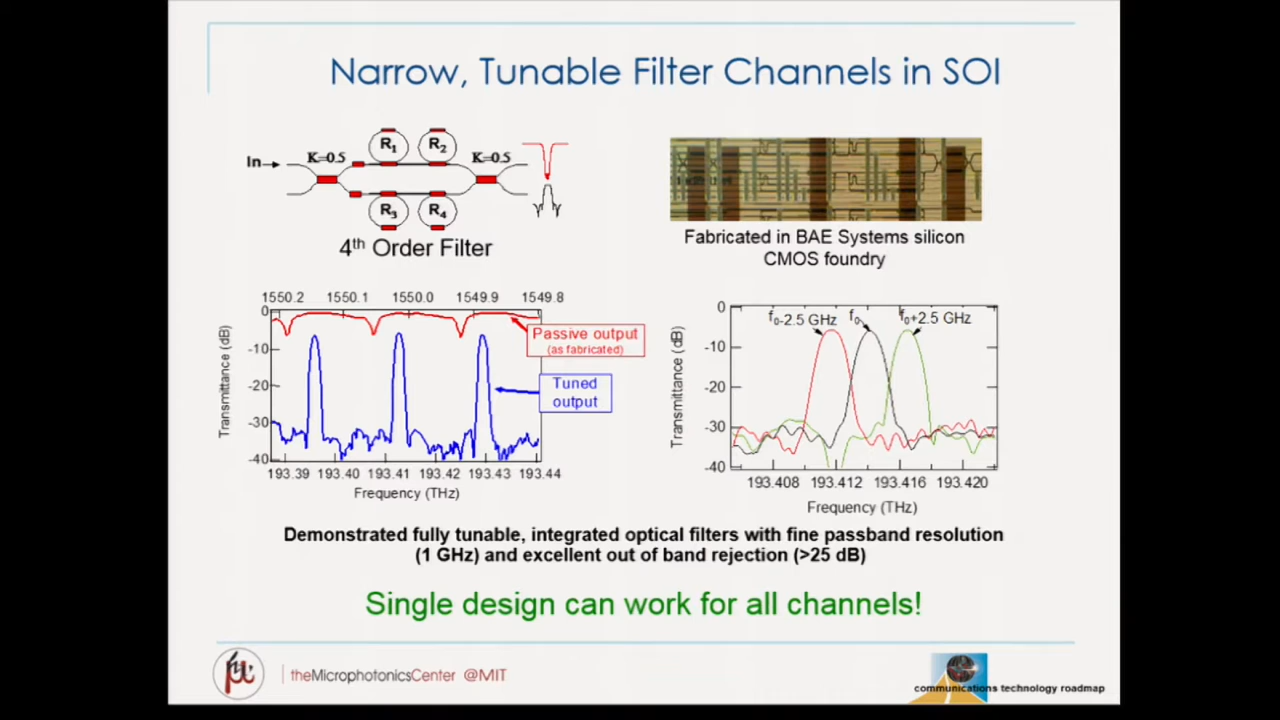 Narrow, Tunable Filter Channels in SOI
In
K=0.5
R1
R2
K=0.5
R3
R4
4th Order Filter
Fabricated in BAE Systems silicon
CMOS foundry
1550.2 1550.1 1550.0 1549.9 1549.8
0
-10
-20
-30
-40
Transmittance (dB)
Passive output
(as fabricated)
Tuned
output
193.39 193.40 193.41 193.42 193.43 193.44
Frequency (THz)
0
-10
-20
-30
-40
Transmittance (dB)
f0-2.5 GHz
f0
f0+2.5 GHz
193.408 193.412 193.416 193.420
Frequency (THz)
Demonstrated fully tunable, integrated optical filters with fine passband resolution
(1 GHz) and excellent out of band rejection (>25 dB)
Single design can work for all channels!
μ
theMicrophotonicsCenter @MIT
communications technology roadmap